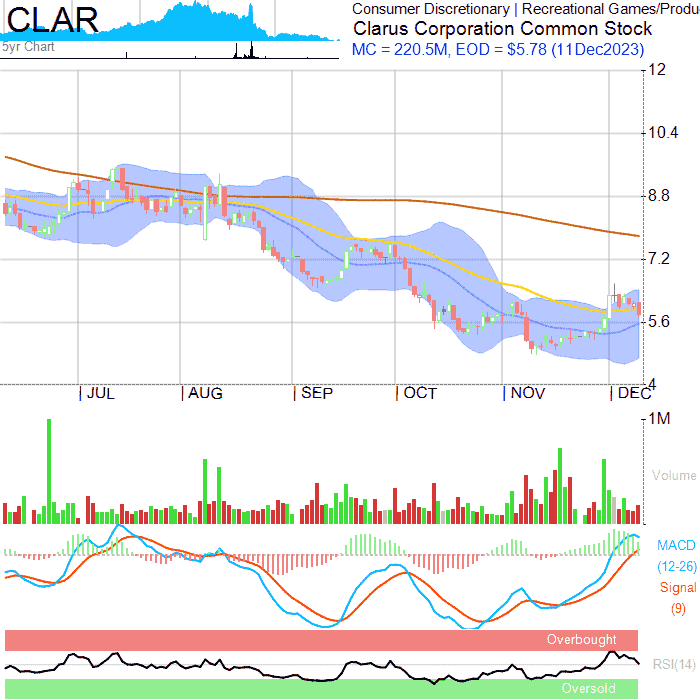 CLAR
5yr Chart
Consumer Discretionary | Recreational Games/Produ
Clarus Corporation Common Stock
MC = 220.5M, EOD = $5.78 (11Dec2023)
12
10.4
8.8
7.2
5.6
4
JUL AUG SEP OCT NOV DEC
1M
Volume
MACD
(12-26)
Signal
(9)
Overbought
RSI(14)
Oversold